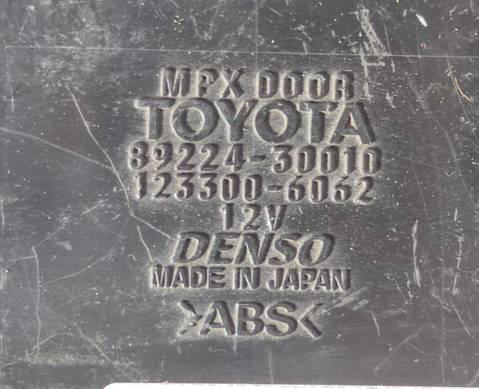 MPX DOOR
TOYOTA
89224-30010
123300-6062
12V
DENSO
MADE IN JAPAN
>ABS<